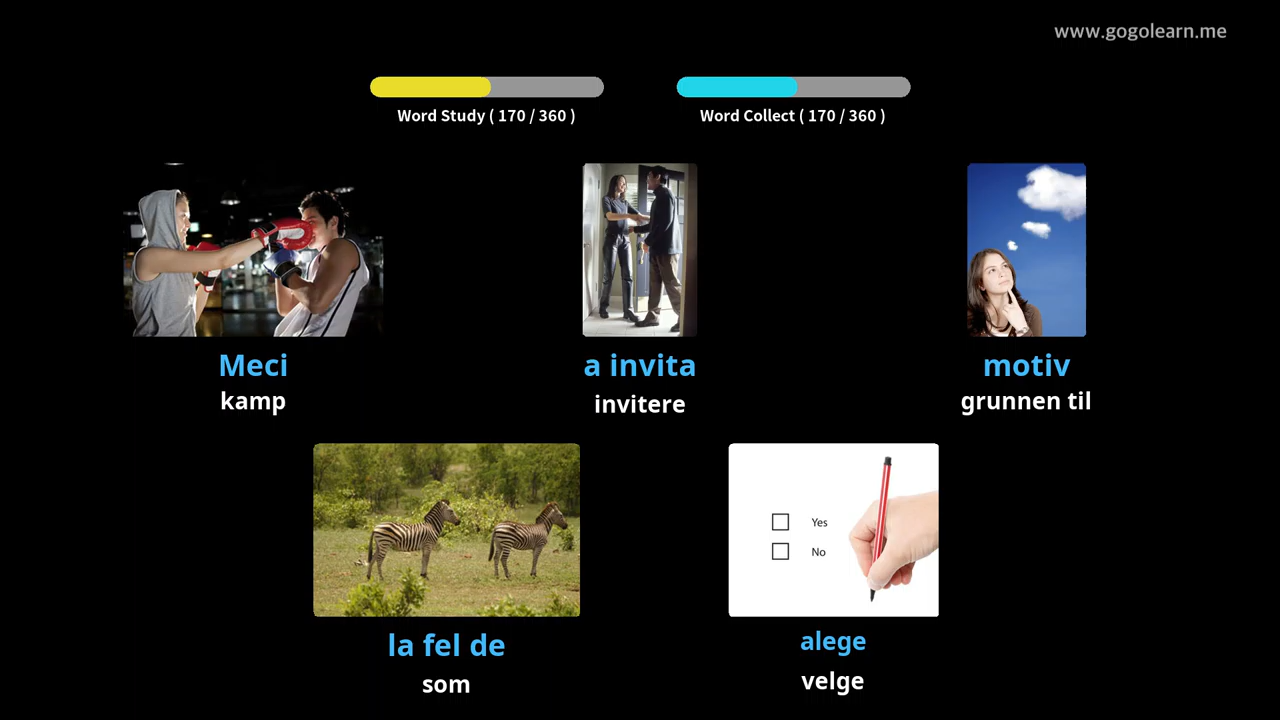 www.gogolearn.me
Word Study ( 170 / 360 )
Word Collect ( 170 / 360 )
Meci
kamp
a invita
invitere
motiv
grunnen til
Yes
No
la fel de
som
alege
velge